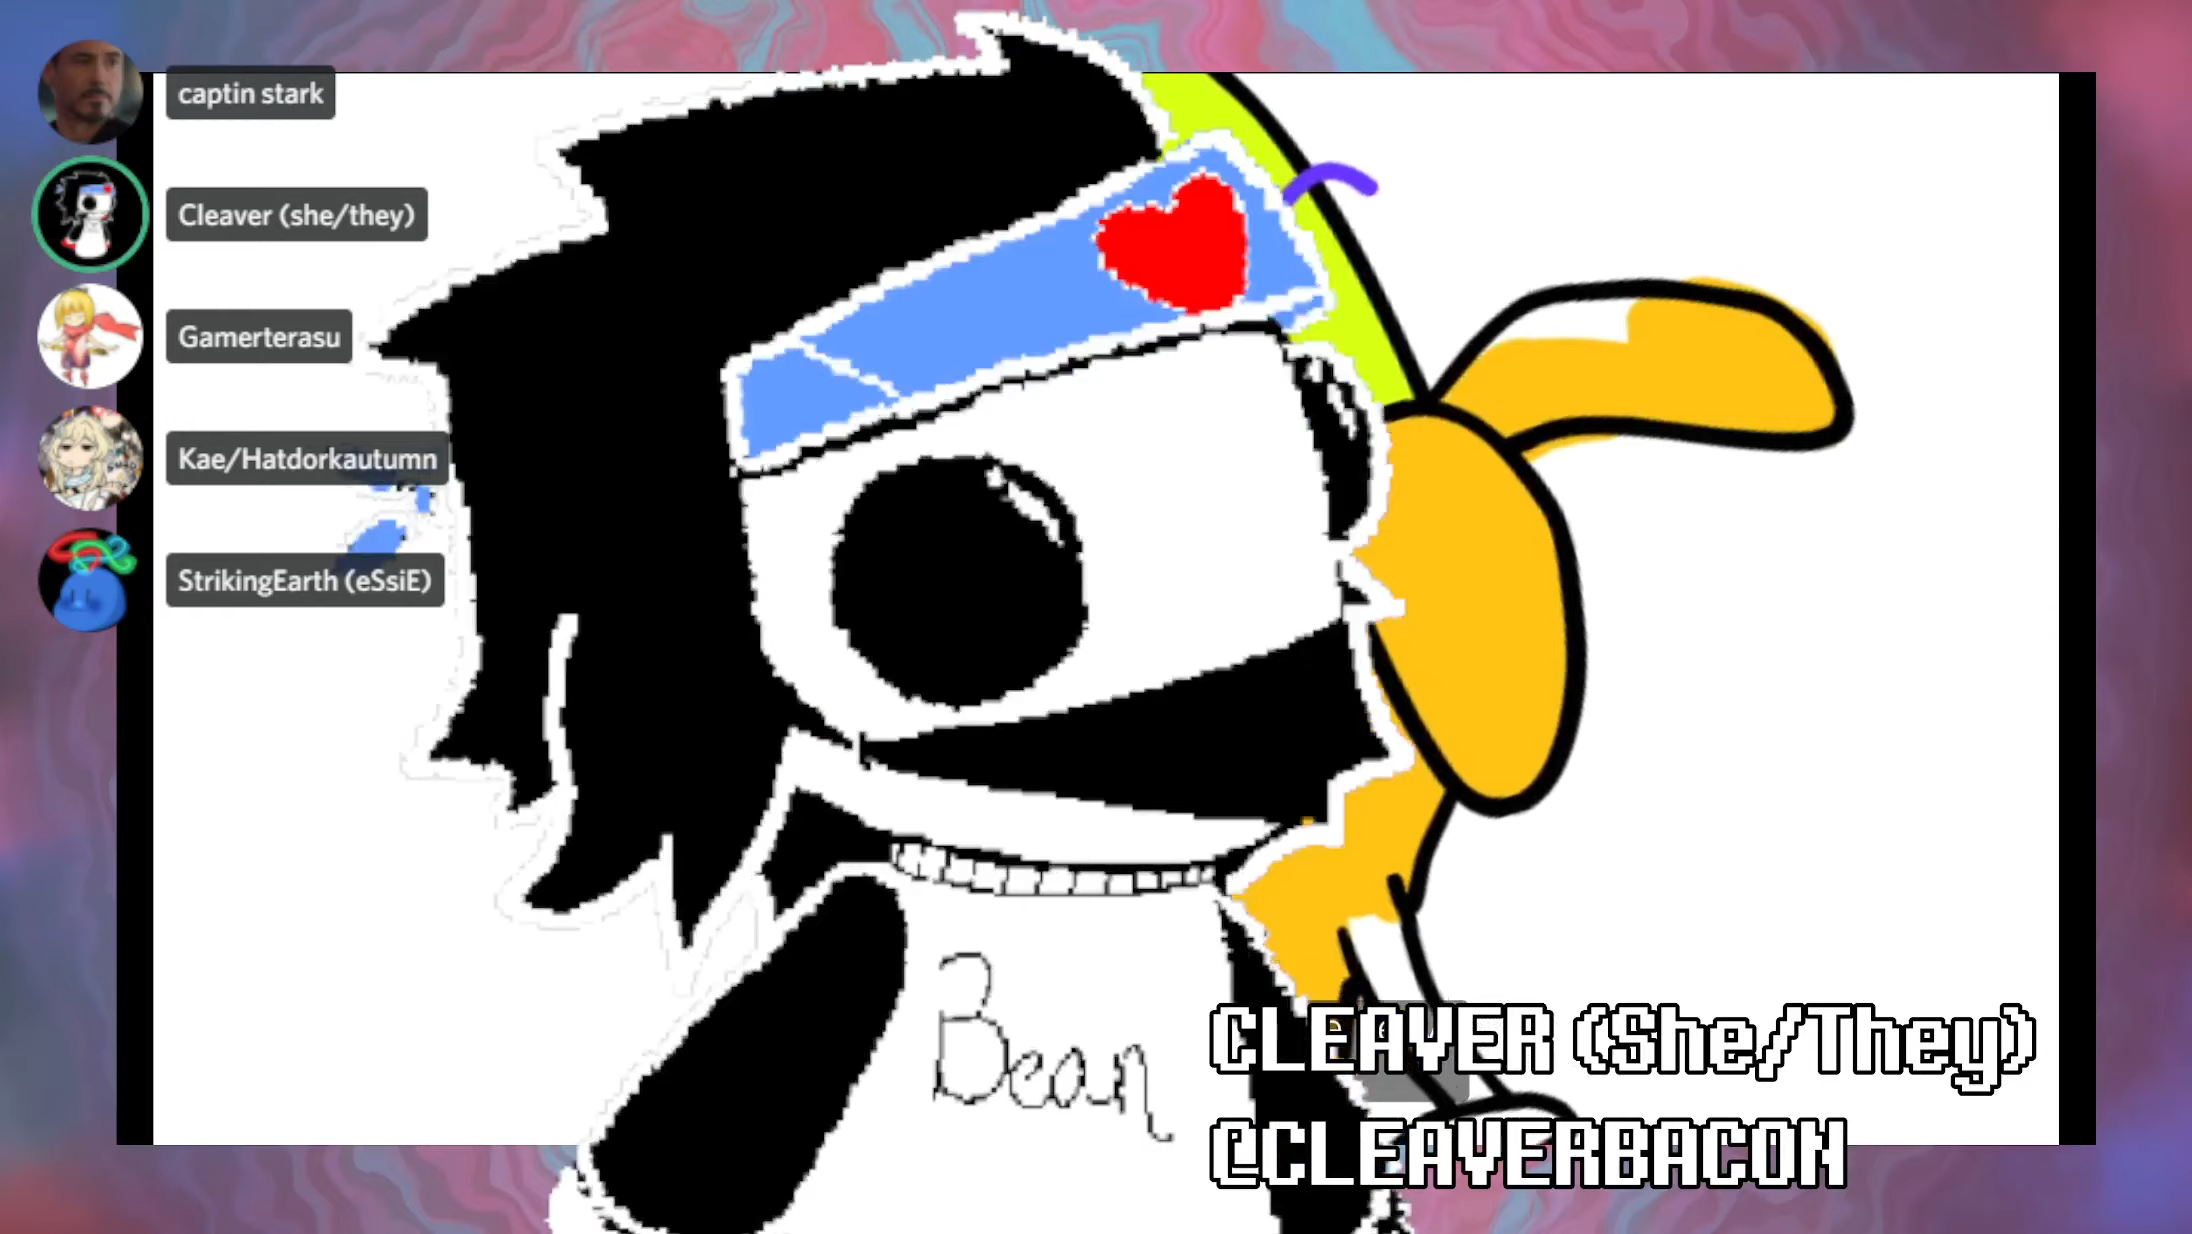 captin stark
Cleaver (she/they)
Gamerterasu
Kae/Hatdorkautumn
StrikingEarth (eSsiE)
Bean
CLEAVER (She/They)
@CLEAVERBACON